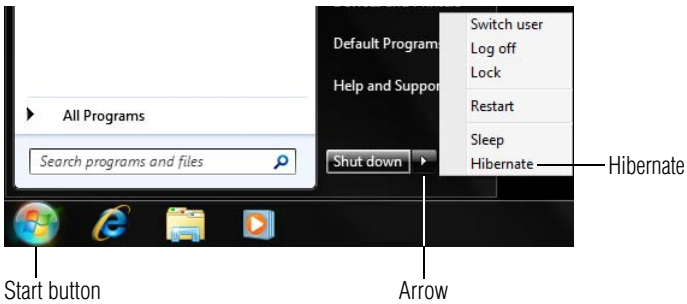 Switch user
Default Program
Log off
Lock
Help and Suppor
Restart
All Programs
Sleep
Search programs and files
Shut down
Hibernate
Hibernate
Start button
Arrow